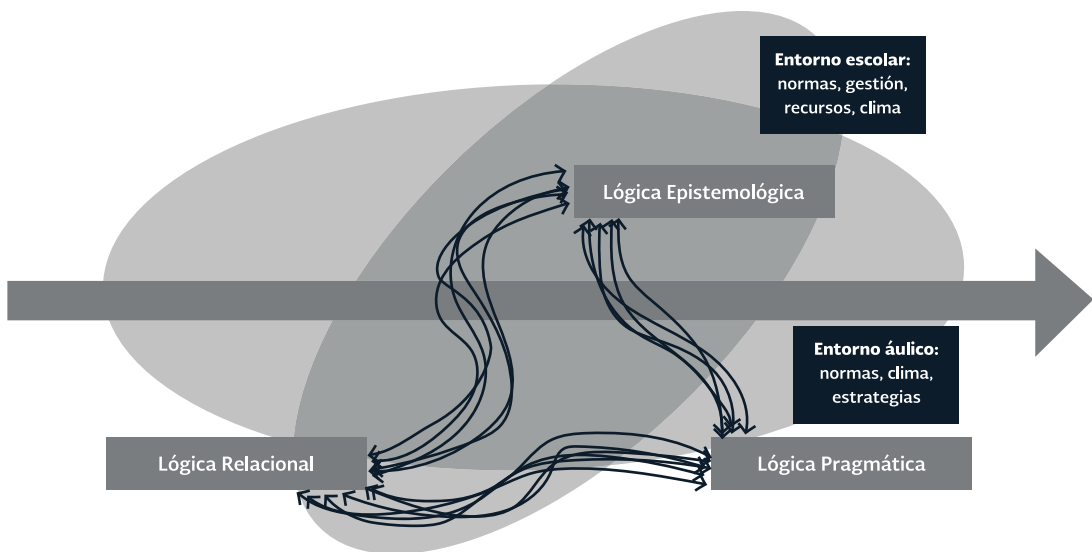 Entorno escolar:
normas, gestión,
recursos, clima
Lógica Epistemológica
Entorno áulico:
normas, clima,
estrategias
Lógica Relacional
Lógica Pragmática